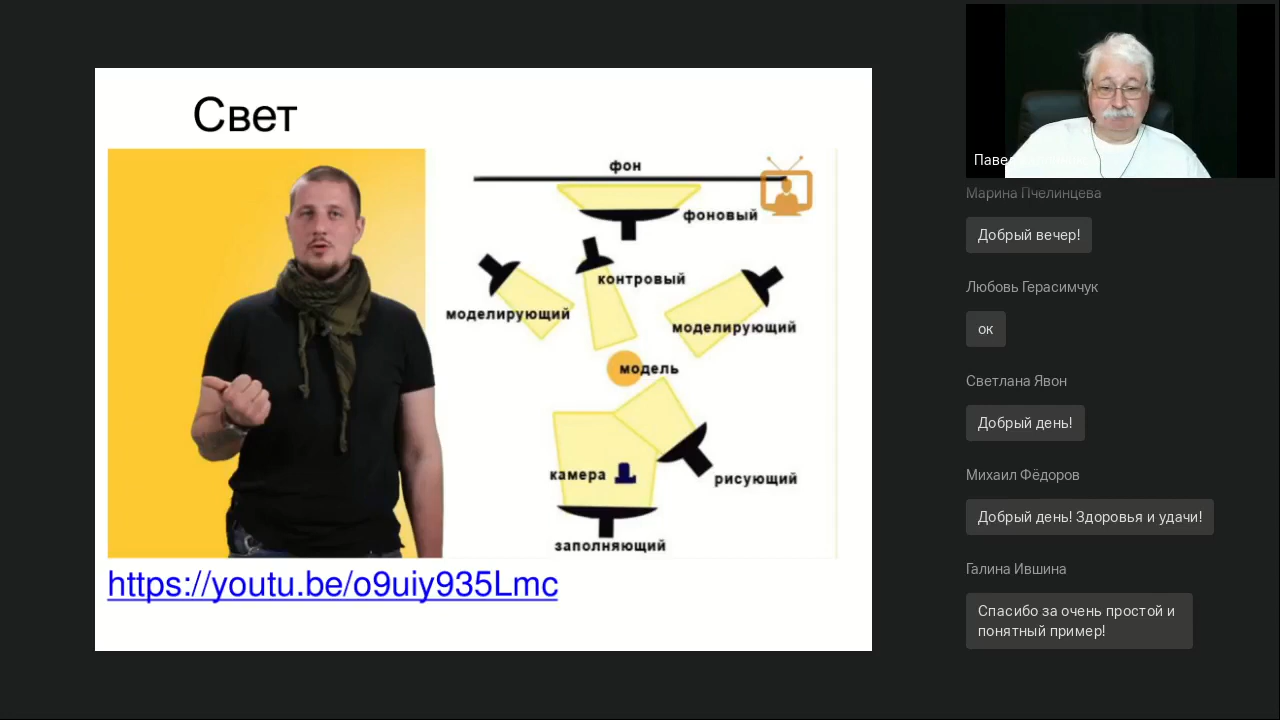 Свет
фон
фоновый
контровый
моделирующий
моделирующий
модель
камера
рисующий
заполняющий
https://youtu.be/o9uiy935Lmc
Марина Пчелинцева
Добрый вечер!
Любовь Герасимчук
ок
Светлана Явон
Добрый день!
Михаил Фёдоров
Добрый день! Здоровья и удачи!
Галина Ившина
Спасибо за очень простой и
понятный пример!